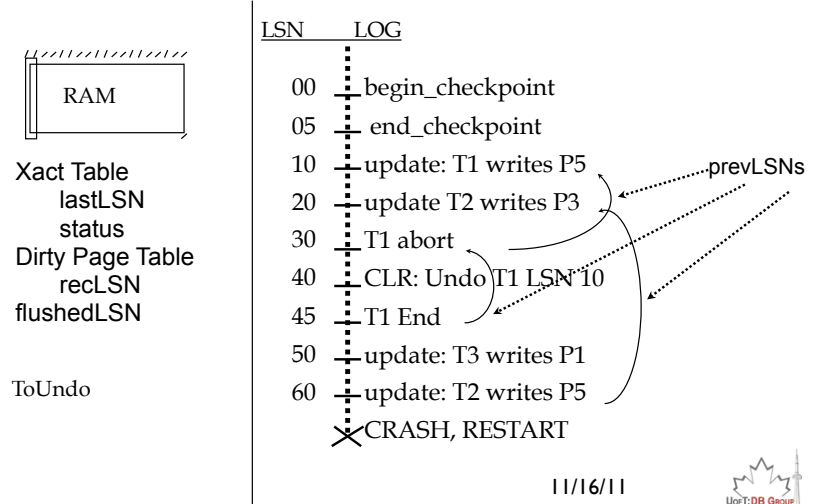 RAM
Xact Table
lastLSN
status
Dirty Page Table
recLSN
flushedLSN
ToUndo
LSN LOG
00 begin_checkpoint
05 end_checkpoint
10 update: T1 writes P5
prevLSNs
20 update T2 writes P3
30 T1 abort
40 CLR: Undo T1 LSN 10
45 T1 End
50 update: T3 writes P1
60 update: T2 writes P5
CRASH, RESTART
11/16/11
UofT:DB Group